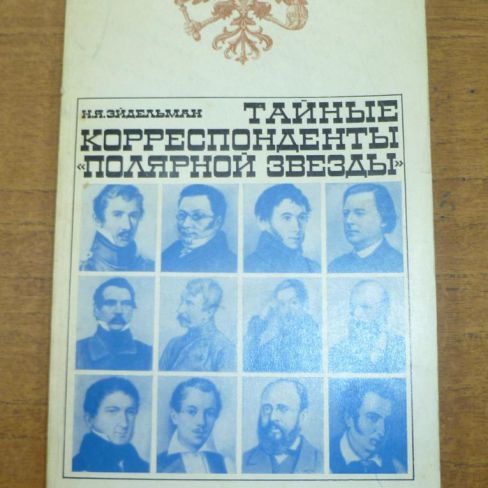 Н.Я.ЭЙДЕЛЬМАН
ТАЙНЫЕ
КОРРЕСПОНДЕНТЫ
«ПОЛЯРНОЙ ЗВЕЗДЫ»